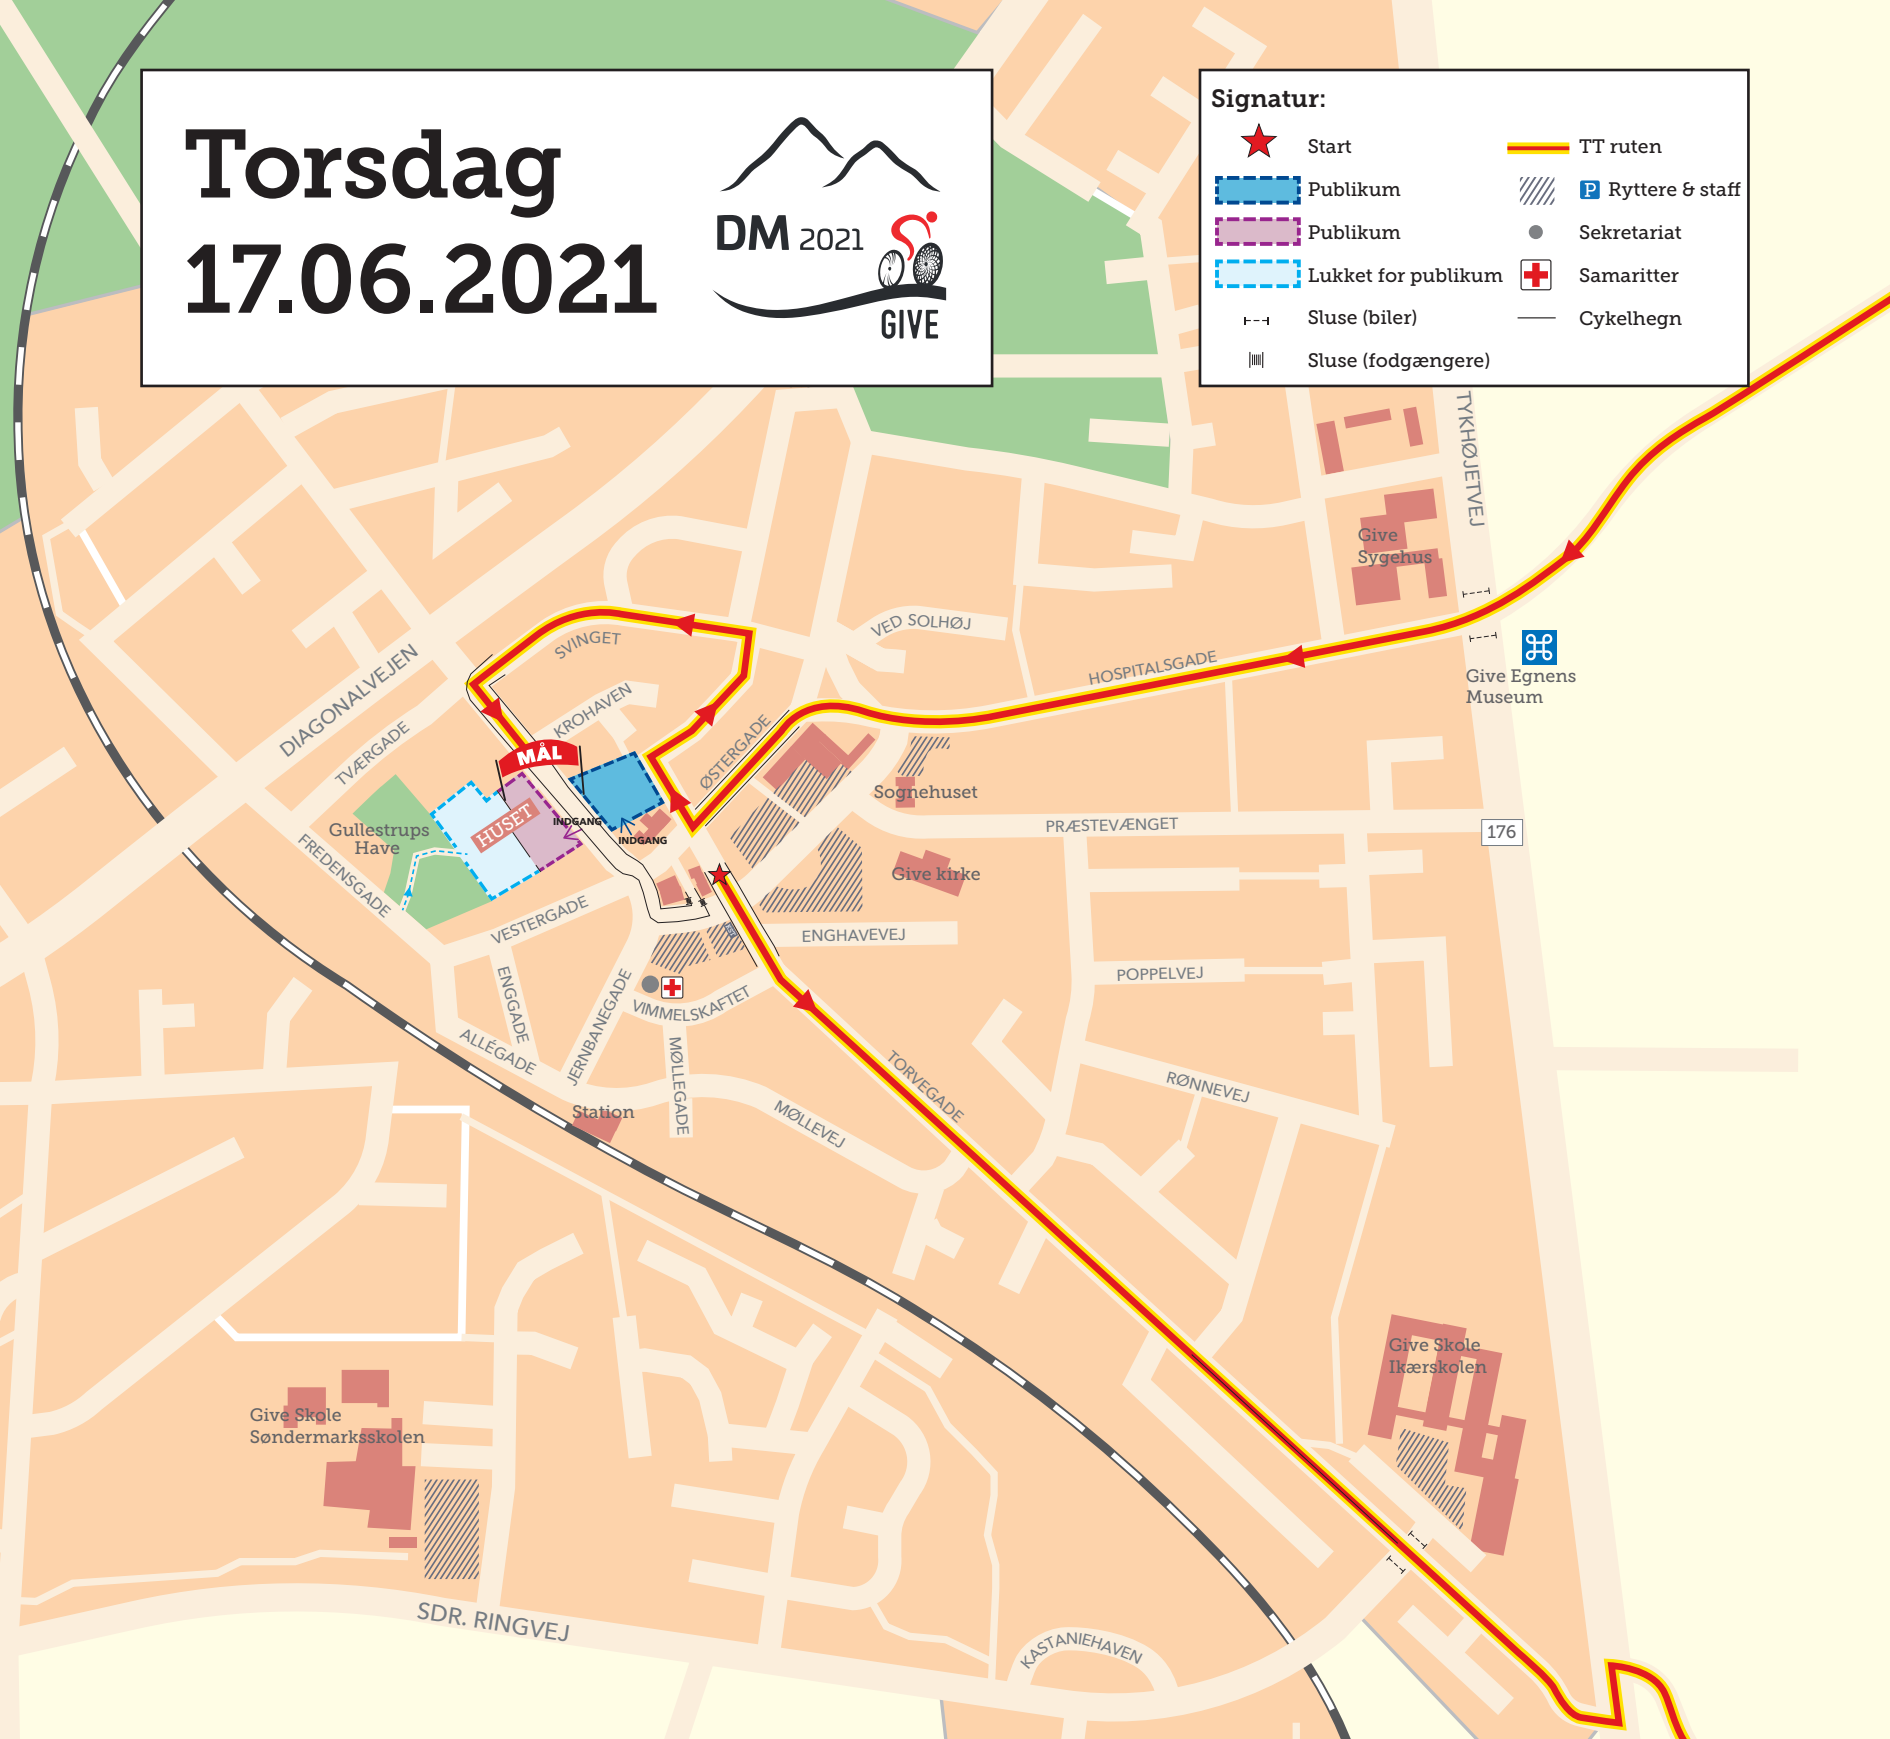 Torsdag
17.06.2021
DM 2021
GIVE
Signatur:
Start
Publikum
Publikum
Lukket for publikum
Sluse (biler)
Sluse (fodgængere)
TT ruten
P Ryttere & staff
Sekretariat
Samaritter
Cykelhegn
TYKHØJETVEJ
Give
Sygehus
Give Egnens
Museum
VED SOLHØJ
HOSPITALSGADE
SVINGET
DIAGONALVEJEN
KROHAVEN
TVÆRGADE
ØSTERGADE
MÅL
HUSET
INDGANG
INDGANG
Sognehuset
Gullestrups
Have
FREDENSGADE
PRÆSTEVÆNGET
176
Give kirke
VESTERGADE
ENGHAVEVEJ
ENGGADE
POPPELVEJ
JERNBANEGADE
VIMMELSKAFTET
ALLÉGADE
MØLLEGADE
TORVEGADE
RØNNEVEJ
Station
MØLLEVEJ
Give Skole
Ikærskolen
Give Skole
Søndermarksskolen
SDR. RINGVEJ
KASTANIEHAVEN